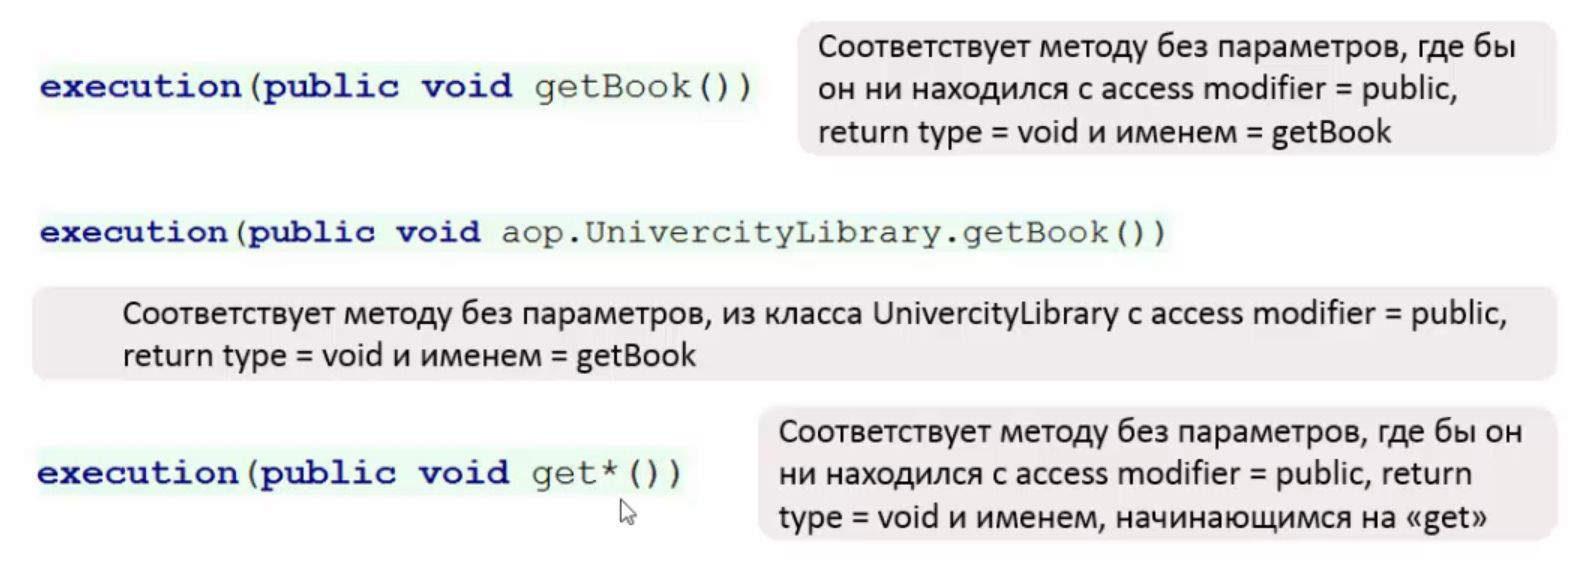 execution(public void getBook())
Соответствует методу без параметров, где бы
он ни находился с access modifier = public,
return type = void и именем = getBook
execution(public void aop.UnivercityLibrary.getBook())
Соответствует методу без параметров, из класса UnivercityLibrary с access modifier = public,
return type = void и именем = getBook
execution(public void get*())
Соответствует методу без параметров, где бы он
ни находился с access modifier = public, return
type = void и именем, начинающимся на «get»